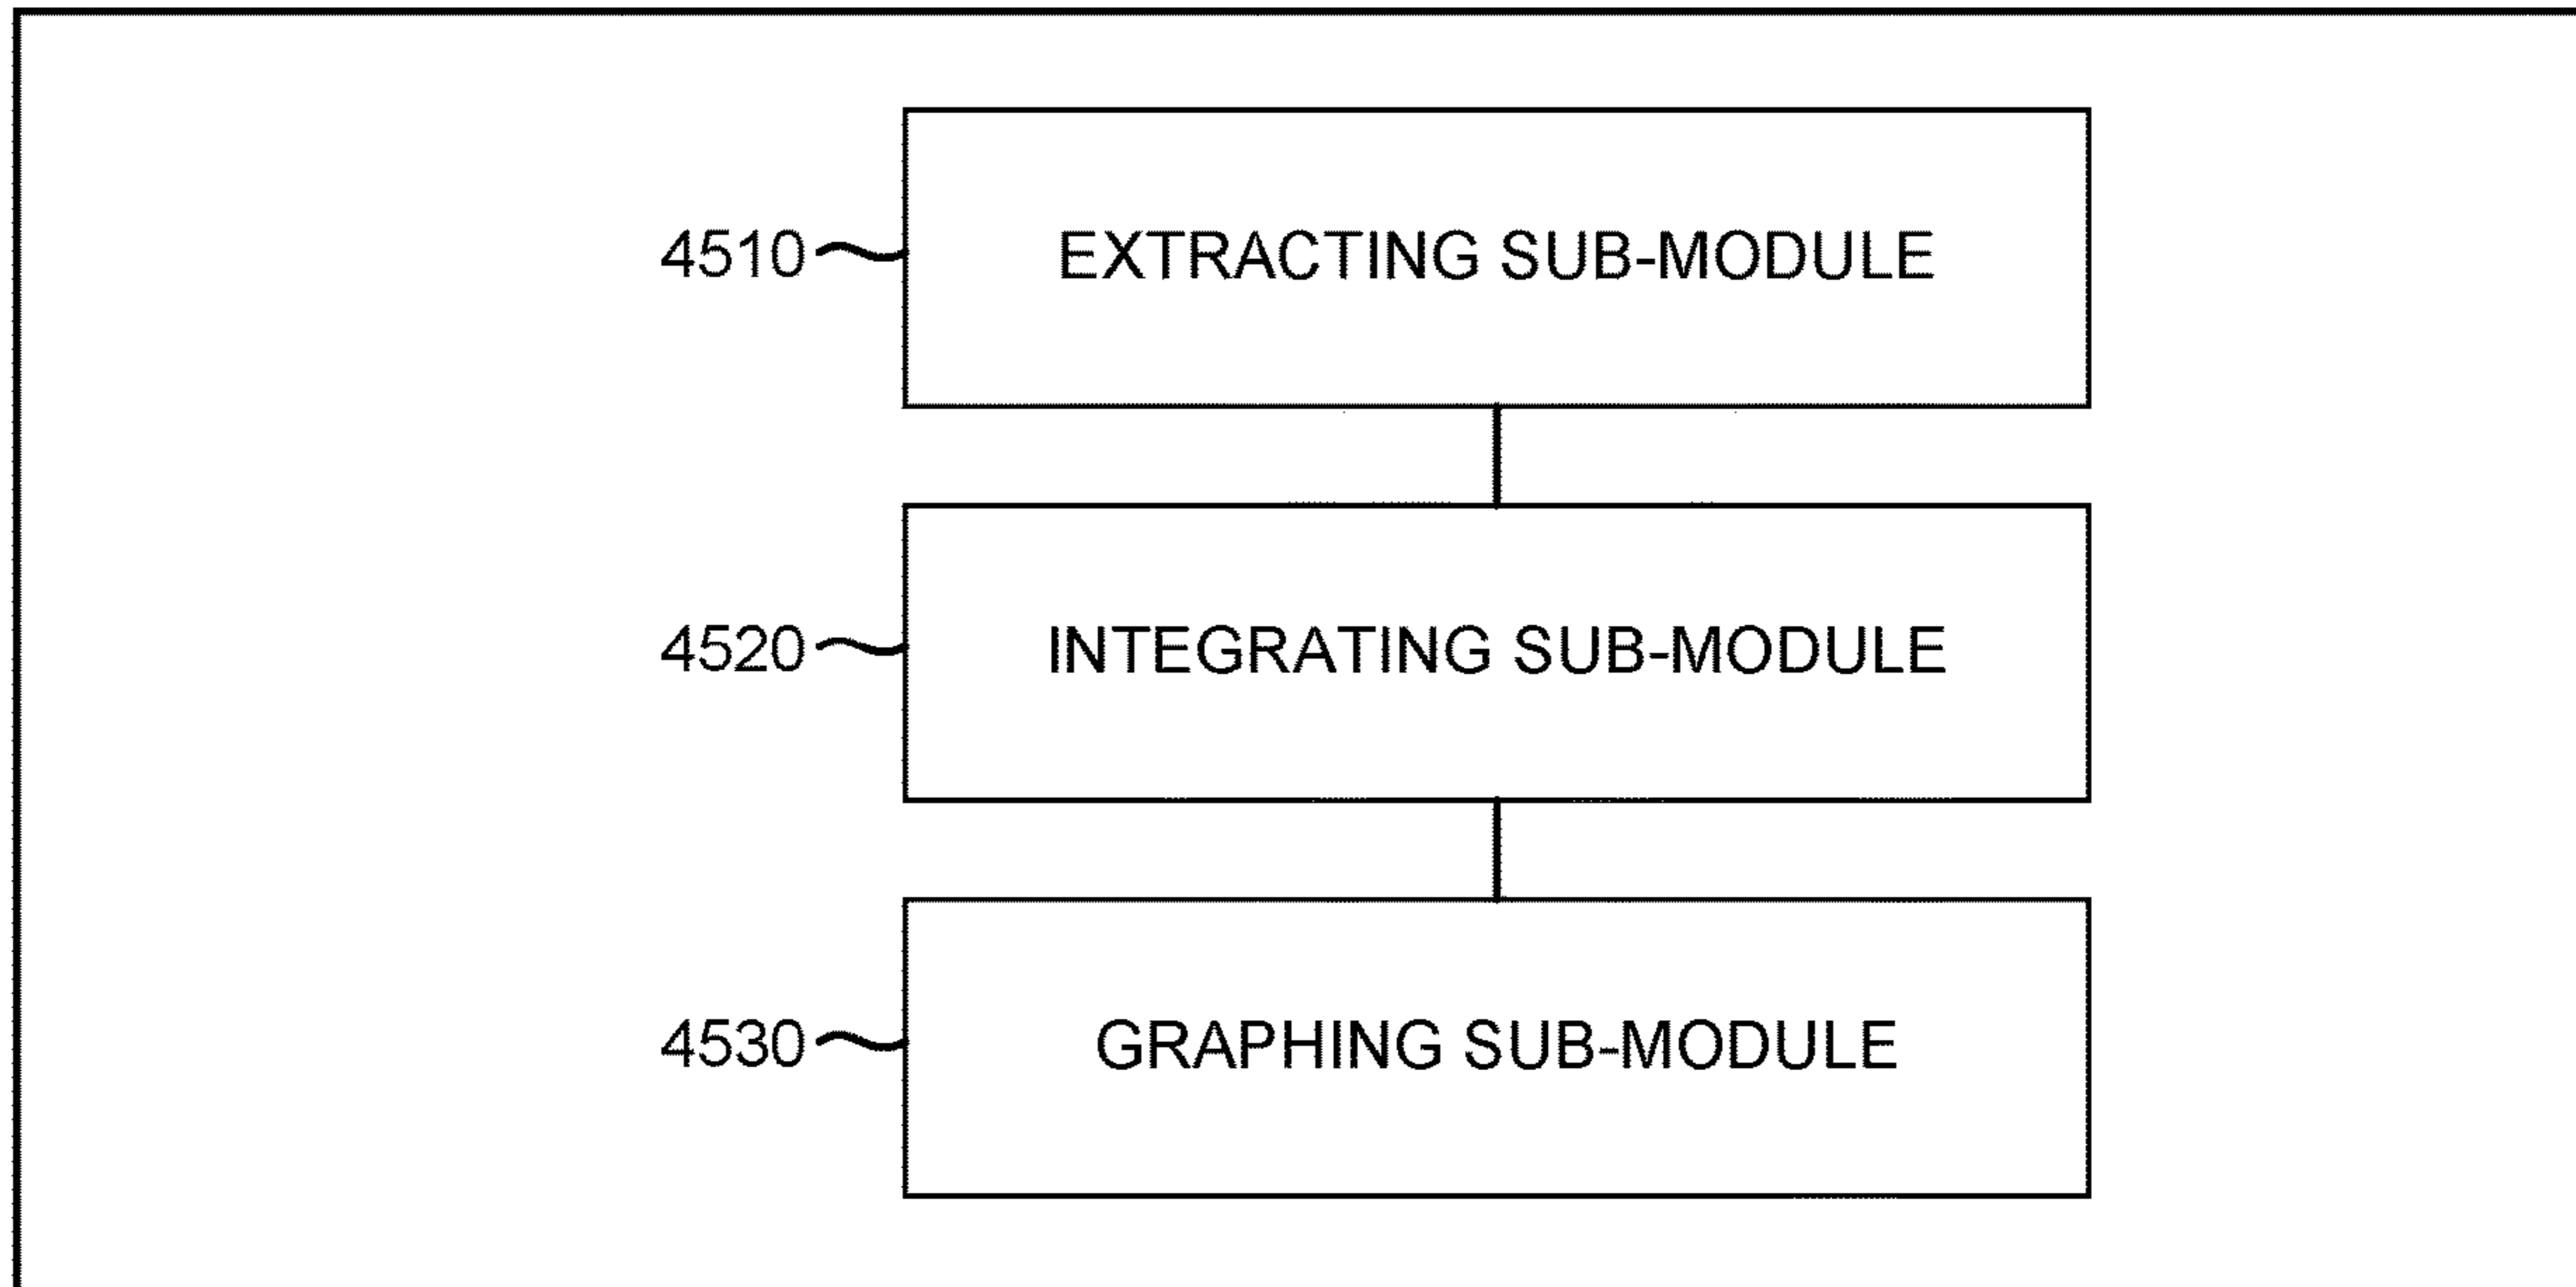 4510 EXTRACTING SUB-MODULE
4520 INTEGRATING SUB-MODULE
4530 GRAPHING SUB-MODULE